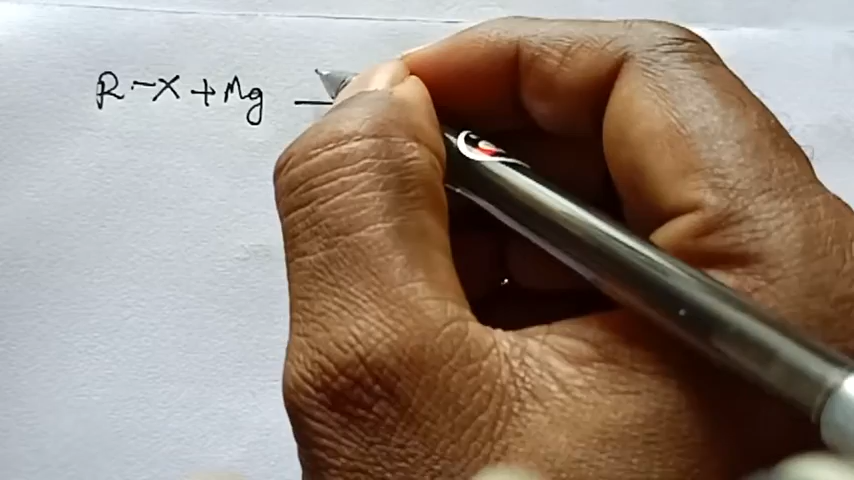 R-X + Mg —